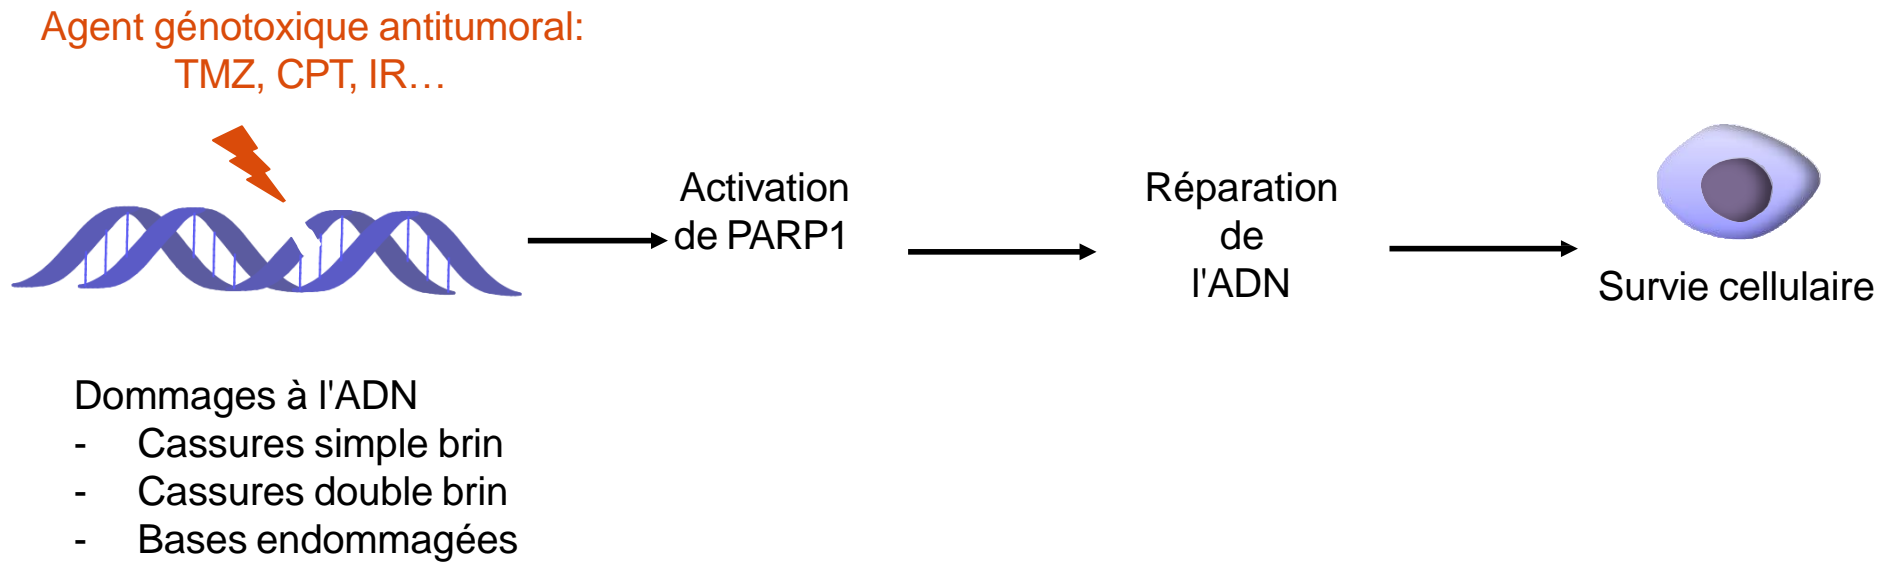 Agent génotoxique antitumoral:
TMZ, CPT, IR…
Activation
de PARP1
Réparation
de
l'ADN
Survie cellulaire
Dommages à l'ADN
- Cassures simple brin
- Cassures double brin
- Bases endommagées